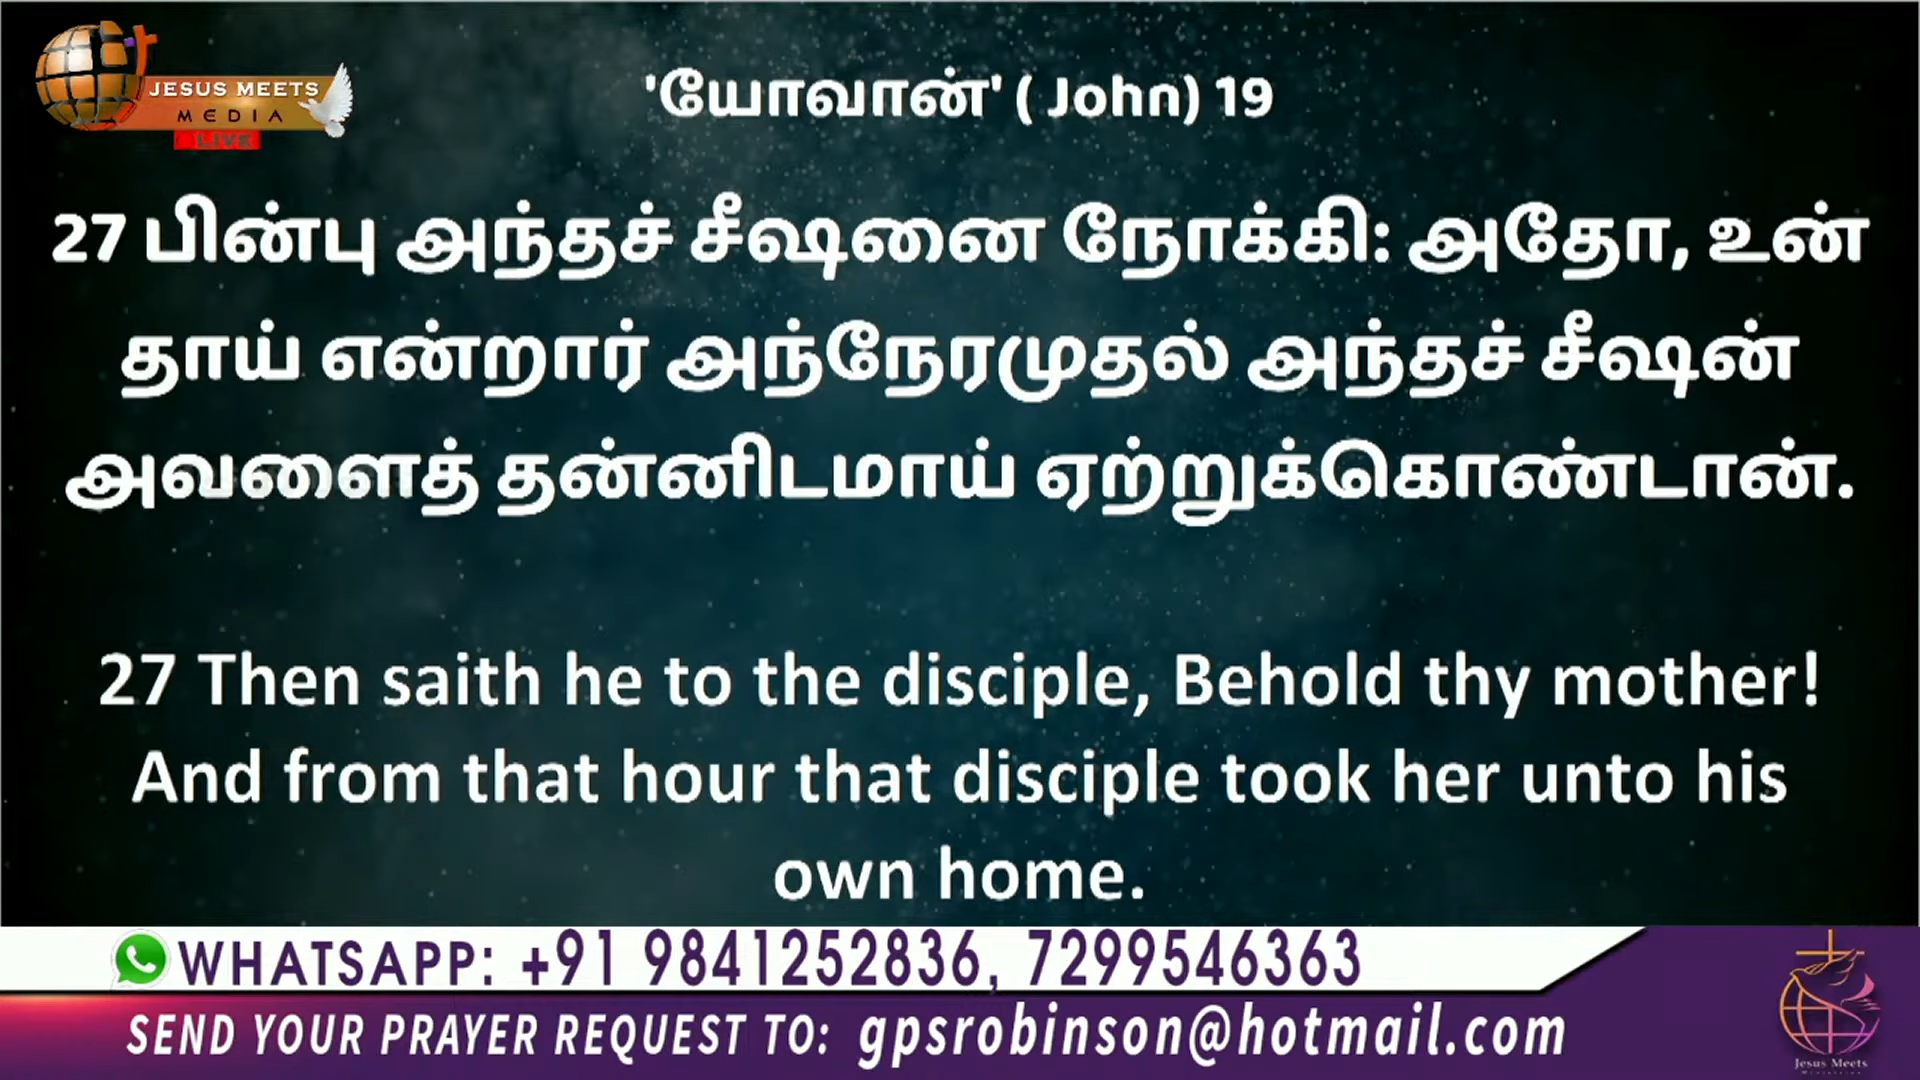 JESUS MEETS
MEDIA
LIVE
'யோவான்' ( John) 19
27 பின்பு அந்தச் சீஷனை நோக்கி: அதோ, உன்
தாய் என்றார் அந்நேரமுதல் அந்தச் சீஷன்
அவளைத் தன்னிடமாய் ஏற்றுக்கொண்டான்.
27 Then saith he to the disciple, Behold thy mother!
And from that hour that disciple took her unto his
own home.
WHATSAPP: +91 9841252836, 7299546363
SEND YOUR PRAYER REQUEST TO: gpsrobinson@hotmail.com
Jesus Meets